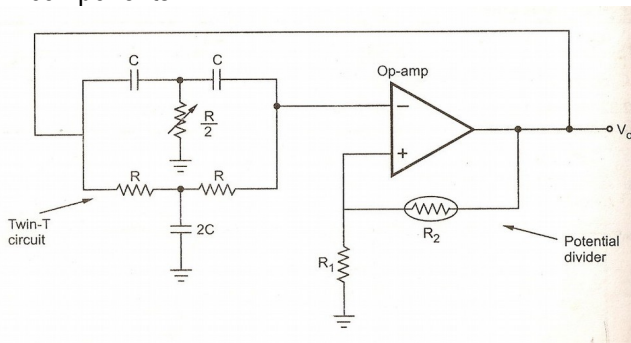 C
C
Op-amp
R
2
−
+
V
R
R
Twin-T
circuit
2C
R2
R1
Potential
divider